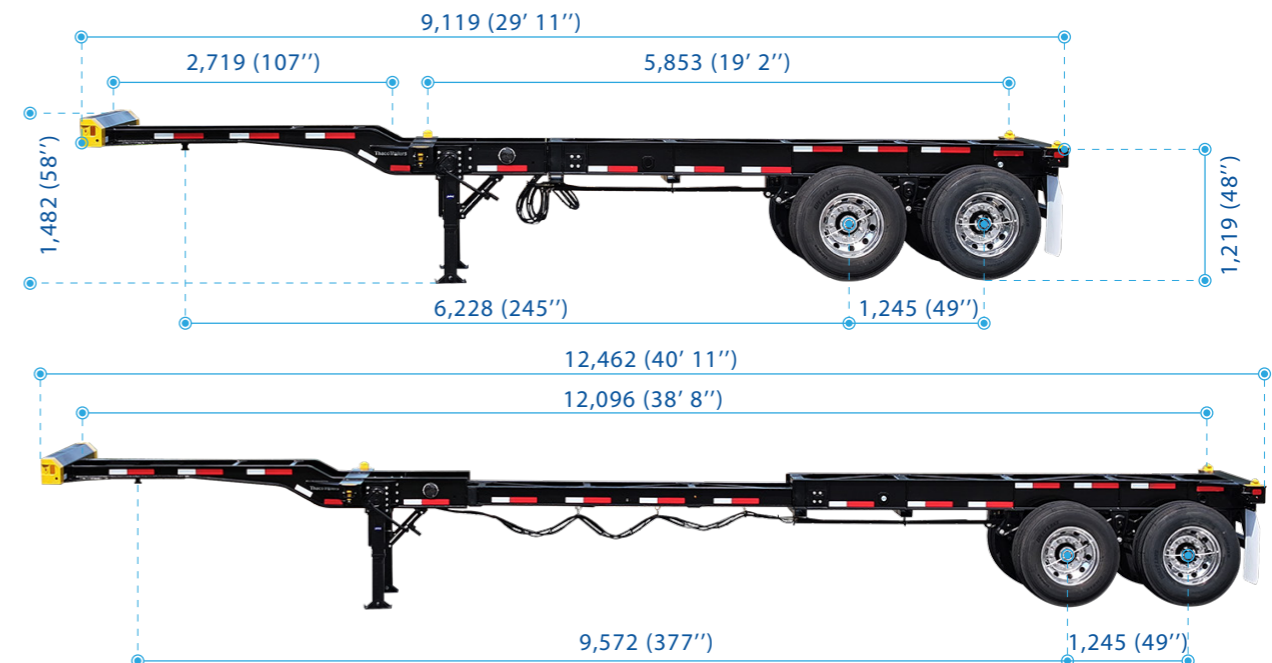 9,119 (29’ 11’’)
2,719 (107’’)
5,853 (19’ 2’’)
1,482 (58’’)
1,219 (48’’)
6,228 (245’’)
1,245 (49’’)
12,462 (40’ 11’’)
12,096 (38’ 8’’)
9,572 (377’’)
1,245 (49’’)